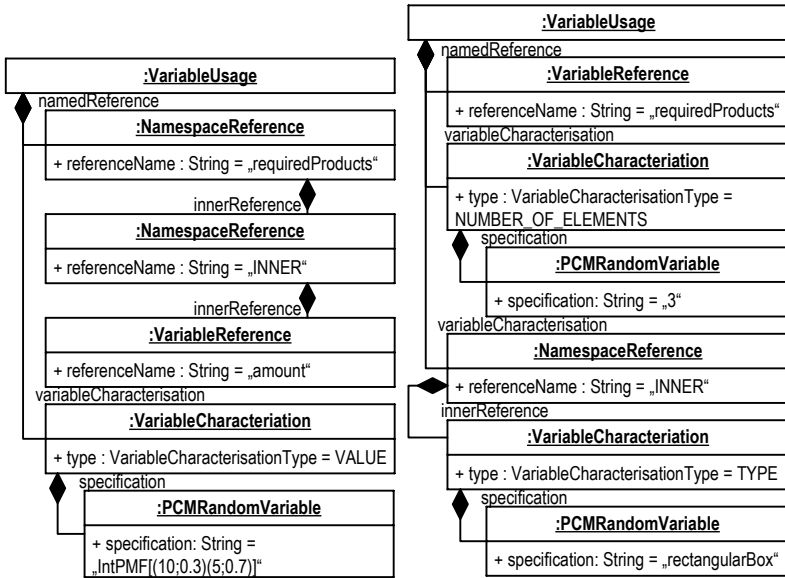 :VariableUsage
namedReference
:NamespaceReference
+ referenceName : String = „requiredProducts“
innerReference
:NamespaceReference
+ referenceName : String = „INNER“
innerReference
:VariableReference
+ referenceName : String = „amount“
variableCharacterisation
:VariableCharacteriation
+ type : VariableCharacterisationType = VALUE
specification
:PCMRandomVariable
+ specification: String =
„IntPMF[(10;0.3)(5;0.7)]“
:VariableUsage
namedReference
:VariableReference
+ referenceName : String = „requiredProducts“
variableCharacterisation
:VariableCharacteriation
+ type : VariableCharacterisationType =
NUMBER_OF_ELEMENTS
specification
:PCMRandomVariable
+ specification: String = „3“
variableCharacterisation
:NamespaceReference
+ referenceName : String = „INNER“
innerReference
:VariableCharacteriation
+ type : VariableCharacterisationType = TYPE
specification
:PCMRandomVariable
+ specification: String = „rectangularBox“